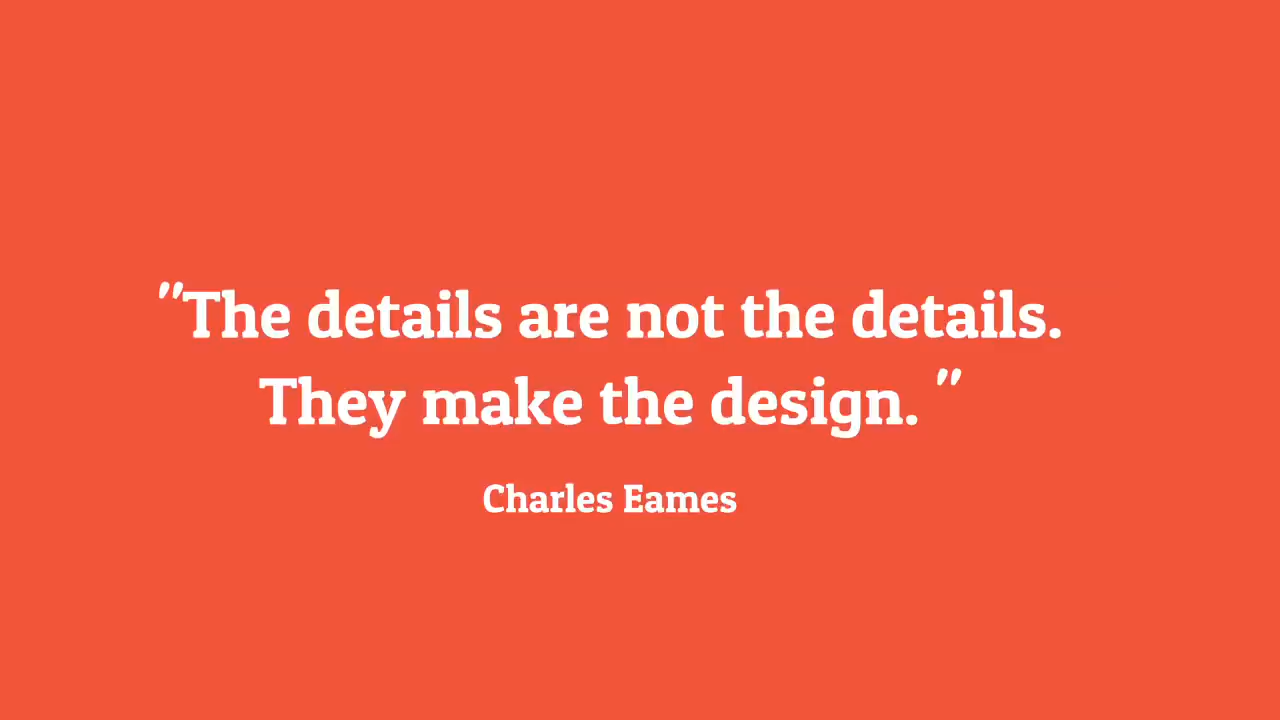 "The details are not the details.
They make the design. "
Charles Eames